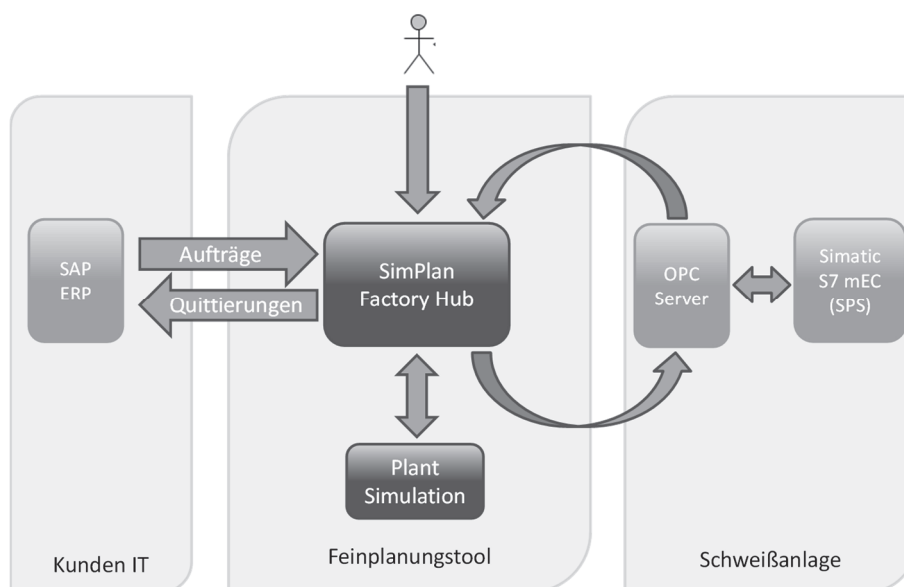 SAP
ERP
Aufträge
Quittierungen
SimPlan
Factory Hub
OPC
Server
Simatic
S7 mEC
(SPS)
Plant
Simulation
Kunden IT
Feinplanungstool
Schweißanlage